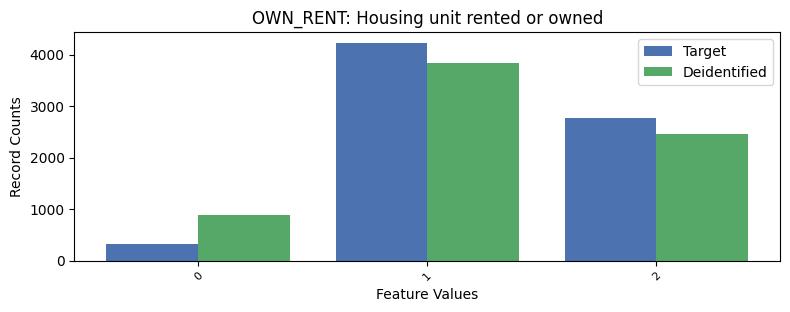 OWN_RENT: Housing unit rented or owned
Record Counts
4000
3000
2000
1000
0
Target
Deidentified
0
1
2
Feature Values